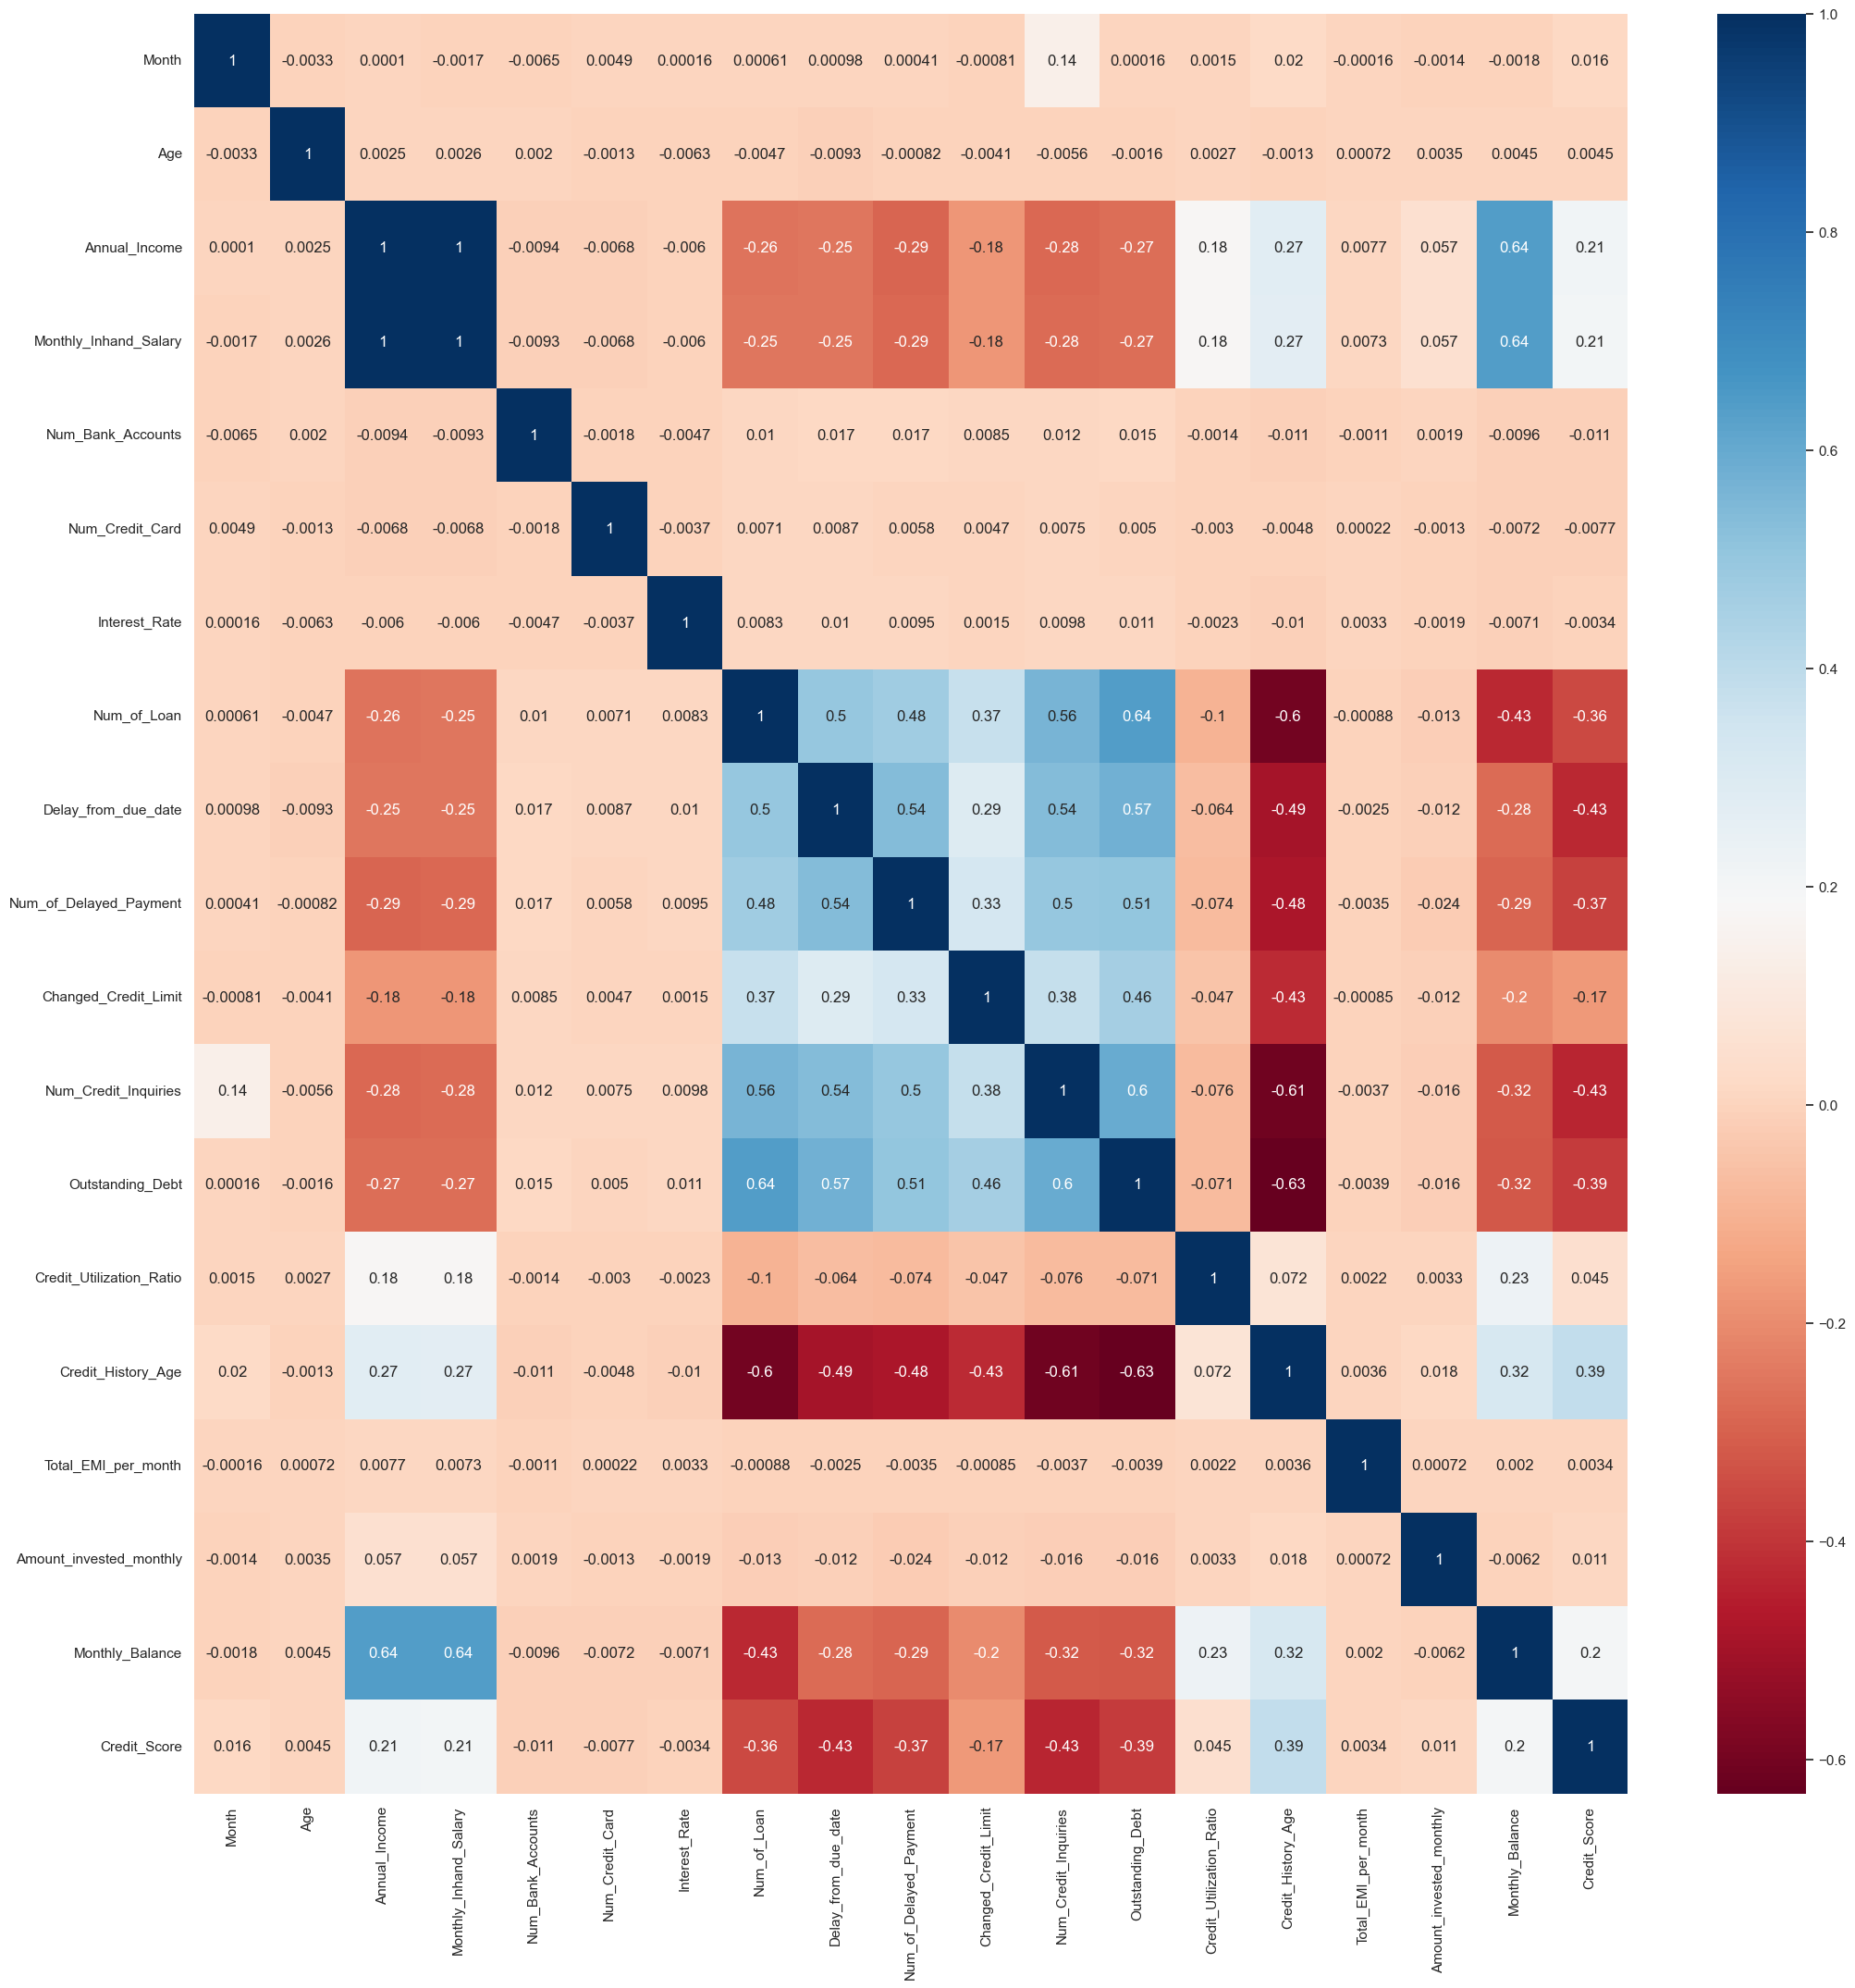 Month 1 -0.0033 0.0001 -0.0017 -0.0065 0.0049 0.00016 0.00061 0.00098 0.00041 -0.00081 0.14 0.00016 0.0015 0.02 -0.00016 -0.0014 -0.0018 0.016
Age -0.0033 1 0.0025 0.0026 0.002 -0.0013 -0.0063 -0.0047 -0.0093 -0.00082 -0.0041 -0.0056 -0.0016 0.0027 -0.0013 0.00072 0.0035 0.0045 0.0045
Annual_Income 0.0001 0.0025 1 1 -0.0094 -0.0068 -0.006 -0.26 -0.25 -0.29 -0.18 -0.28 -0.27 0.18 0.27 0.0077 0.057 0.64 0.21
Monthly_Inhand_Salary -0.0017 0.0026 1 1 -0.0093 -0.0068 -0.006 -0.25 -0.25 -0.29 -0.18 -0.28 -0.27 0.18 0.27 0.0073 0.057 0.64 0.21
Num_Bank_Accounts -0.0065 0.002 -0.0094 -0.0093 1 -0.0018 -0.0047 0.01 0.017 0.017 0.0085 0.012 0.015 -0.0014 -0.011 -0.0011 0.0019 -0.0096 -0.011
Num_Credit_Card 0.0049 -0.0013 -0.0068 -0.0068 -0.0018 1 -0.0037 0.0071 0.0087 0.0058 0.0047 0.0075 0.005 -0.003 -0.0048 0.00022 -0.0013 -0.0072 -0.0077
Interest_Rate 0.00016 -0.0063 -0.006 -0.006 -0.0047 -0.0037 1 0.0083 0.01 0.0095 0.0015 0.0098 0.011 -0.0023 -0.01 0.0033 -0.0019 -0.0071 -0.0034
Num_of_Loan 0.00061 -0.0047 -0.26 -0.25 0.01 0.0071 0.0083 1 0.5 0.48 0.37 0.56 0.64 -0.1 -0.6 -0.00088 -0.013 -0.43 -0.36
Delay_from_due_date 0.00098 -0.0093 -0.25 -0.25 0.017 0.0087 0.01 0.5 1 0.54 0.29 0.54 0.57 -0.064 -0.49 -0.0025 -0.012 -0.28 -0.43
Num_of_Delayed_Payment 0.00041 -0.00082 -0.29 -0.29 0.017 0.0058 0.0095 0.48 0.54 1 0.33 0.5 0.51 -0.074 -0.48 -0.0035 -0.024 -0.29 -0.37
Changed_Credit_Limit -0.00081 -0.0041 -0.18 -0.18 0.0085 0.0047 0.0015 0.37 0.29 0.33 1 0.38 0.46 -0.047 -0.43 -0.00085 -0.012 -0.2 -0.17
Num_Credit_Inquiries 0.14 -0.0056 -0.28 -0.28 0.012 0.0075 0.0098 0.56 0.54 0.5 0.38 1 0.6 -0.076 -0.61 -0.0037 -0.016 -0.32 -0.43
Outstanding_Debt 0.00016 -0.0016 -0.27 -0.27 0.015 0.005 0.011 0.64 0.57 0.51 0.46 0.6 1 -0.071 -0.63 -0.0039 -0.016 -0.32 -0.39
Credit_Utilization_Ratio 0.0015 0.0027 0.18 0.18 -0.0014 -0.003 -0.0023 -0.1 -0.064 -0.074 -0.047 -0.076 -0.071 1 0.072 0.0022 0.0033 0.23 0.045
Credit_History_Age 0.02 -0.0013 0.27 0.27 -0.011 -0.0048 -0.01 -0.6 -0.49 -0.48 -0.43 -0.61 -0.63 0.072 1 0.0036 0.018 0.32 0.39
Total_EMI_per_month -0.00016 0.00072 0.0077 0.0073 -0.0011 0.00022 0.0033 -0.00088 -0.0025 -0.0035 -0.00085 -0.0037 -0.0039 0.0022 0.0036 1 0.00072 0.002 0.0034
Amount_invested_monthly -0.0014 0.0035 0.057 0.057 0.0019 -0.0013 -0.0019 -0.013 -0.012 -0.024 -0.012 -0.016 -0.016 0.0033 0.018 0.00072 1 -0.0062 0.011
Monthly_Balance -0.0018 0.0045 0.64 0.64 -0.0096 -0.0072 -0.0071 -0.43 -0.28 -0.29 -0.2 -0.32 -0.32 0.23 0.32 0.002 -0.0062 1 0.2
Credit_Score 0.016 0.0045 0.21 0.21 -0.011 -0.0077 -0.0034 -0.36 -0.43 -0.37 -0.17 -0.43 -0.39 0.045 0.39 0.0034 0.011 0.2 1
Month
Age
Annual_Income
Monthly_Inhand_Salary
Num_Bank_Accounts
Num_Credit_Card
Interest_Rate
Num_of_Loan
Delay_from_due_date
Num_of_Delayed_Payment
Changed_Credit_Limit
Num_Credit_Inquiries
Outstanding_Debt
Credit_Utilization_Ratio
Credit_History_Age
Total_EMI_per_month
Amount_invested_monthly
Monthly_Balance
Credit_Score
1.0
0.8
0.6
0.4
0.2
0.0
−0.2
−0.4
−0.6